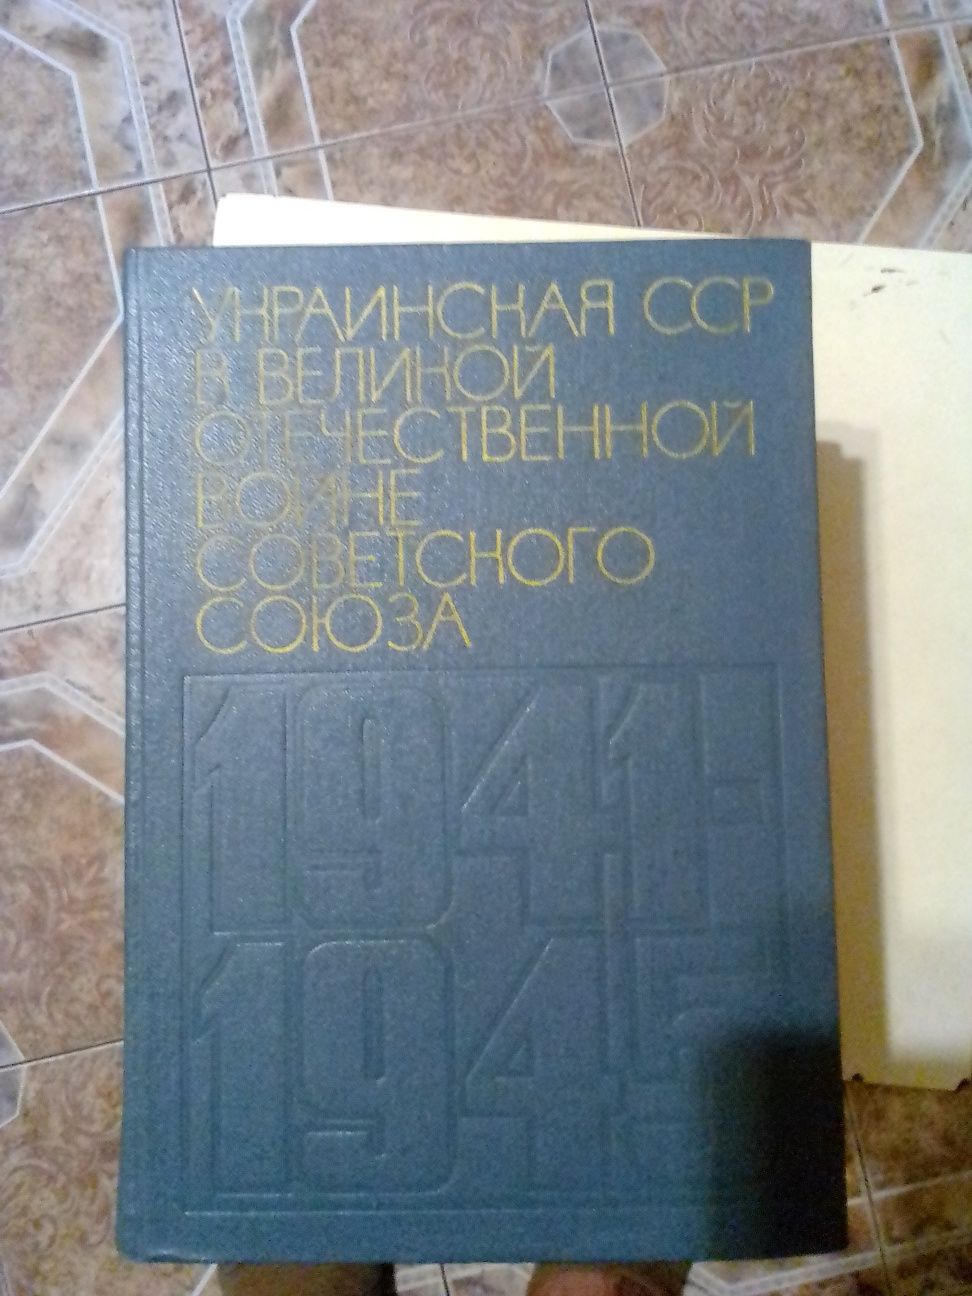 УКРАИНСКАЯ ССР
В ВЕЛИКОЙ
ОТЕЧЕСТВЕННОЙ
ВОЙНЕ
СОВЕТСКОГО
СОЮЗА
1941-
1945